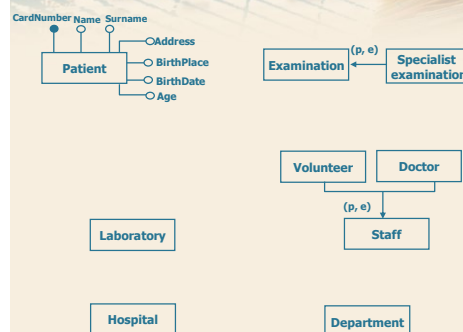 CardNumber Name Surname
Address
BirthPlace
BirthDate
Age
Patient
Examination
(p, e)
Specialist
examination
Volunteer
Doctor
(p, e)
Staff
Laboratory
Hospital
Department